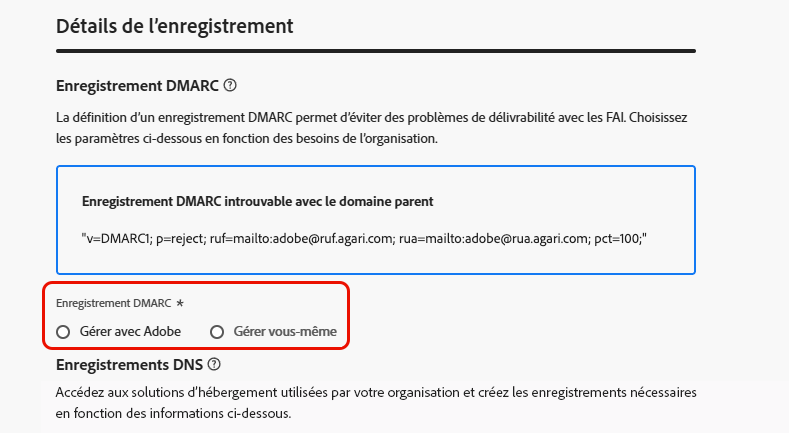 Détails de l’enregistrement
Enregistrement DMARC ?
La définition d’un enregistrement DMARC permet d’éviter des problèmes de délivrabilité avec les FAI. Choisissez
les paramètres ci-dessous en fonction des besoins de l’organisation.
Enregistrement DMARC introuvable avec le domaine parent
"v=DMARC1; p=reject; ruf=mailto:adobe@ruf.agari.com; rua=mailto:adobe@rua.agari.com; pct=100;"
Enregistrement DMARC *
Gérer avec Adobe Gérer vous-même
Enregistrements DNS ?
Accédez aux solutions d’hébergement utilisées par votre organisation et créez les enregistrements nécessaires
en fonction des informations ci-dessous.